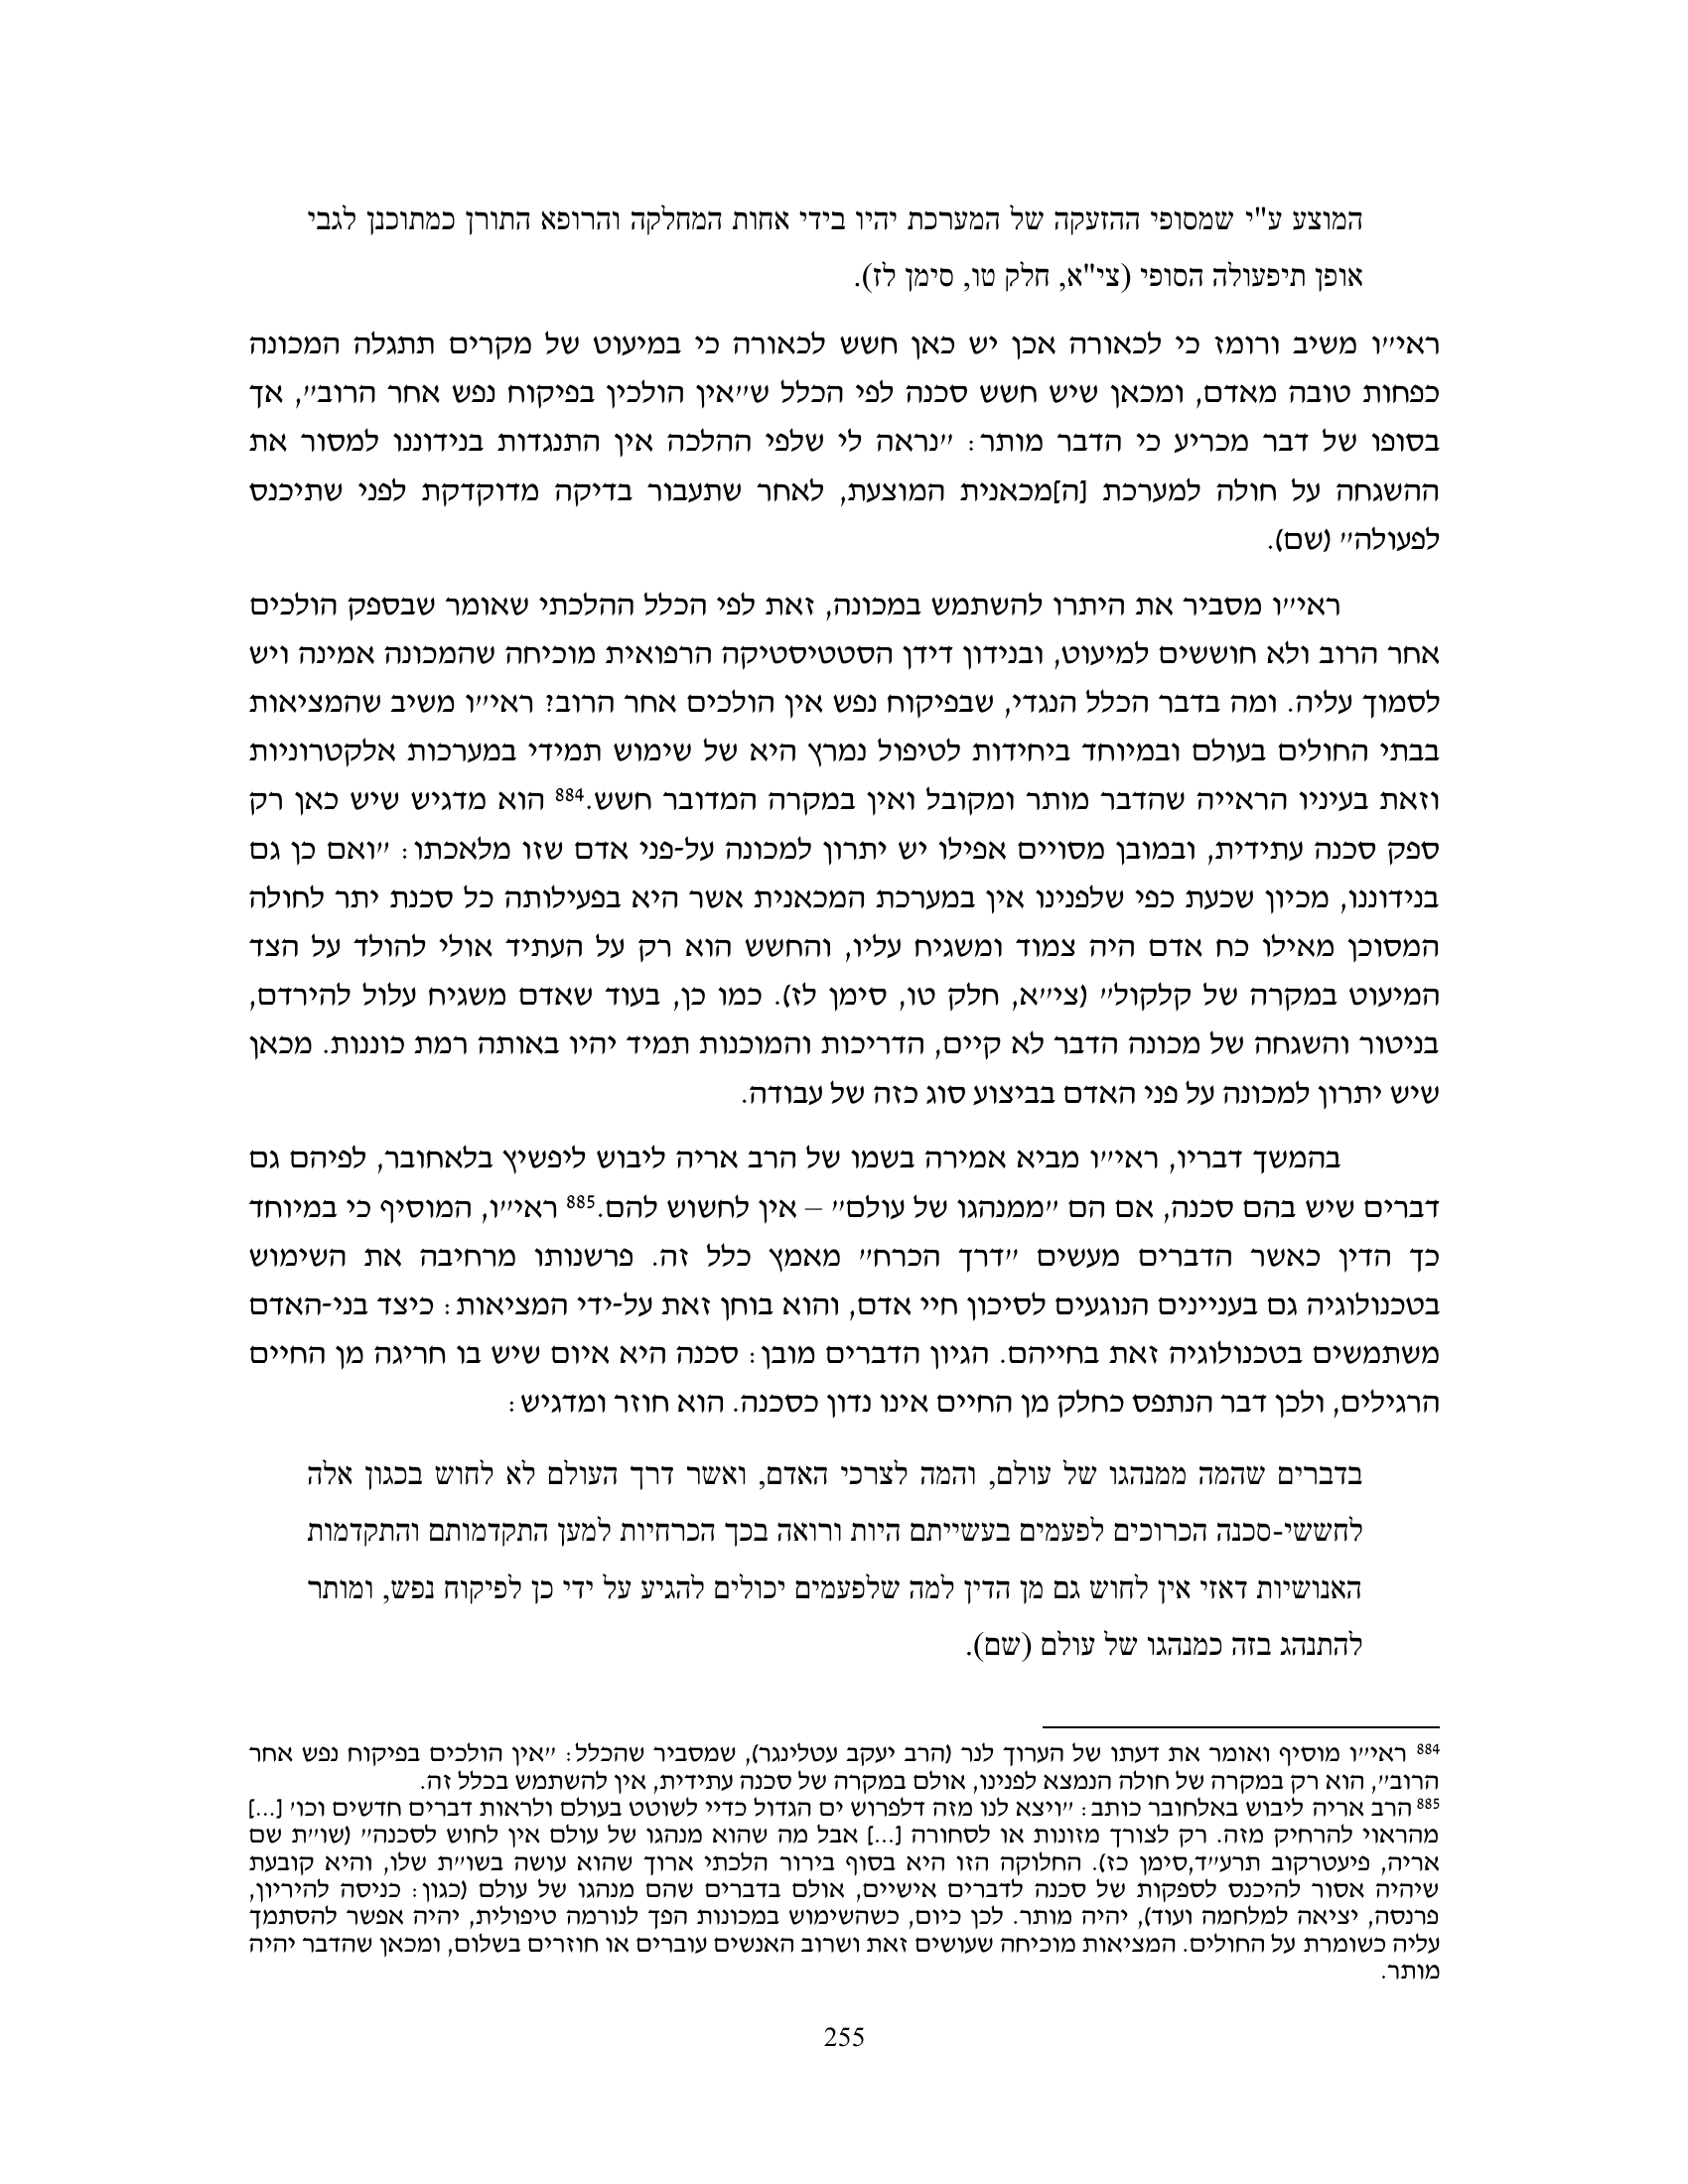 המוצע ע"י שמסופי ההזעקה של המערכת יהיו בידי אחות המחלקה והרופא התורן כמתוכנן לגבי
אופן תיפעולה הסופי (צי"א, חלק טו, סימן לז).
ראי״ו משיב ורומז כי לכאורה אכן יש כאן חשש לכאורה כי במיעוט של מקרים תתגלה המכונה
כפחות טובה מאדם, ומכאן שיש חשש סכנה לפי הכלל ש״אין הולכין בפיקוח נפש אחר הרוב״, אך
בסופו של דבר מכריע כי הדבר מותר: ״נראה לי שלפי ההלכה אין התנגדות בנידוננו למסור את
ההשגחה על חולה למערכת [ה]מכאנית המוצעת, לאחר שתעבור בדיקה מדוקדקת לפני שתיכנס
לפעולה״ (שם).
ראי״ו מסביר את היתרו להשתמש במכונה, זאת לפי הכלל ההלכתי שאומר שבספק הולכים
אחר הרוב ולא חוששים למיעוט, ובנידון דידן הסטטיסטיקה הרפואית מוכיחה שהמכונה אמינה ויש
לסמוך עליה. ומה בדבר הכלל הנגדי, שבפיקוח נפש אין הולכים אחר הרוב? ראי״ו משיב שהמציאות
בבתי החולים בעולם ובמיוחד ביחידות לטיפול נמרץ היא של שימוש תמידי במערכות אלקטרוניות
וזאת בעיניו הראייה שהדבר מותר ומקובל ואין במקרה המדובר חשש.884 הוא מדגיש שיש כאן רק
ספק סכנה עתידית, ובמובן מסויים אפילו יש יתרון למכונה על-פני אדם שזו מלאכתו: ״ואם כן גם
בנידוננו, מכיון שכעת כפי שלפנינו אין במערכת המכאנית אשר היא בפעילותה כל סכנת יתר לחולה
המסוכן מאילו כח אדם היה צמוד ומשגיח עליו, והחשש הוא רק על העתיד אולי להולד על הצד
המיעוט במקרה של קלקול״ (צי״א, חלק טו, סימן לז). כמו כן, בעוד שאדם משגיח עלול להירדם,
בניטור והשגחה של מכונה הדבר לא קיים, הדריכות והמוכנות תמיד יהיו באותה רמת כוננות. מכאן
שיש יתרון למכונה על פני האדם בביצוע סוג כזה של עבודה.
בהמשך דבריו, ראי״ו מביא אמירה בשמו של הרב אריה ליבוש ליפשיץ בלאחובר, לפיהם גם
דברים שיש בהם סכנה, אם הם ״ממנהגו של עולם״ – אין לחשוש להם.885 ראי״ו, המוסיף כי במיוחד
כך הדין כאשר הדברים מעשים ״דרך הכרח״ מאמץ כלל זה. פרשנותו מרחיבה את השימוש
בטכנולוגיה גם בעניינים הנוגעים לסיכון חיי אדם, והוא בוחן זאת על-ידי המציאות: כיצד בני-האדם
משתמשים בטכנולוגיה זאת בחייהם. הגיון הדברים מובן: סכנה היא איום שיש בו חריגה מן החיים
הרגילים, ולכן דבר הנתפס כחלק מן החיים אינו נדון כסכנה. הוא חוזר ומדגיש:
בדברים שהמה ממנהגו של עולם, והמה לצרכי האדם, ואשר דרך העולם לא לחוש בכגון אלה
לחששי-סכנה הכרוכים לפעמים בעשייתם היות ורואה בכך הכרחיות למען התקדמותם והתקדמות
האנושיות דאזי אין לחוש גם מן הדין למה שלפעמים יכולים להגיע על ידי כן לפיקוח נפש, ומותר
להתנהג בזה כמנהגו של עולם (שם).
884 ראי״ו מוסיף ואומר את דעתו של הערוך לנר (הרב יעקב עטלינגר), שמסביר שהכלל: ״אין הולכים בפיקוח נפש אחר
הרוב״, הוא רק במקרה של חולה הנמצא לפנינו, אולם במקרה של סכנה עתידית, אין להשתמש בכלל זה.
885 הרב אריה ליבוש באלחובר כותב: ״ויצא לנו מזה דלפרוש ים הגדול כדיי לשוטט בעולם ולראות דברים חדשים וכו׳ [...]
מהראוי להרחיק מזה. רק לצורך מזונות או לסחורה [...] אבל מה שהוא מנהגו של עולם אין לחוש לסכנה״ (שו״ת שם
אריה, פיעטרקוב תרע״ד,סימן כז). החלוקה הזו היא בסוף בירור הלכתי ארוך שהוא עושה בשו״ת שלו, והיא קובעת
שיהיה אסור להיכנס לספקות של סכנה לדברים אישיים, אולם בדברים שהם מנהגו של עולם (כגון: כניסה להיריון,
פרנסה, יציאה למלחמה ועוד), יהיה מותר. לכן כיום, כשהשימוש במכונות הפך לנורמה טיפולית, יהיה אפשר להסתמך
עליה כשומרת על החולים. המציאות מוכיחה שעושים זאת ושרוב האנשים עוברים או חוזרים בשלום, ומכאן שהדבר יהיה
מותר.
255